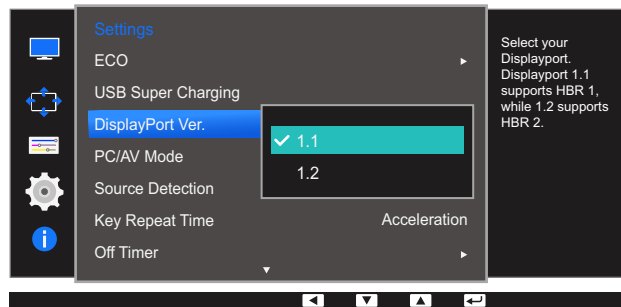 Settings
ECO
USB Super Charging
DisplayPort Ver.
PC/AV Mode
Source Detection
Key Repeat Time Acceleration
Off Timer
1.1
1.2
Select your
Displayport.
Displayport 1.1
supports HBR 1,
while 1.2 supports
HBR 2.